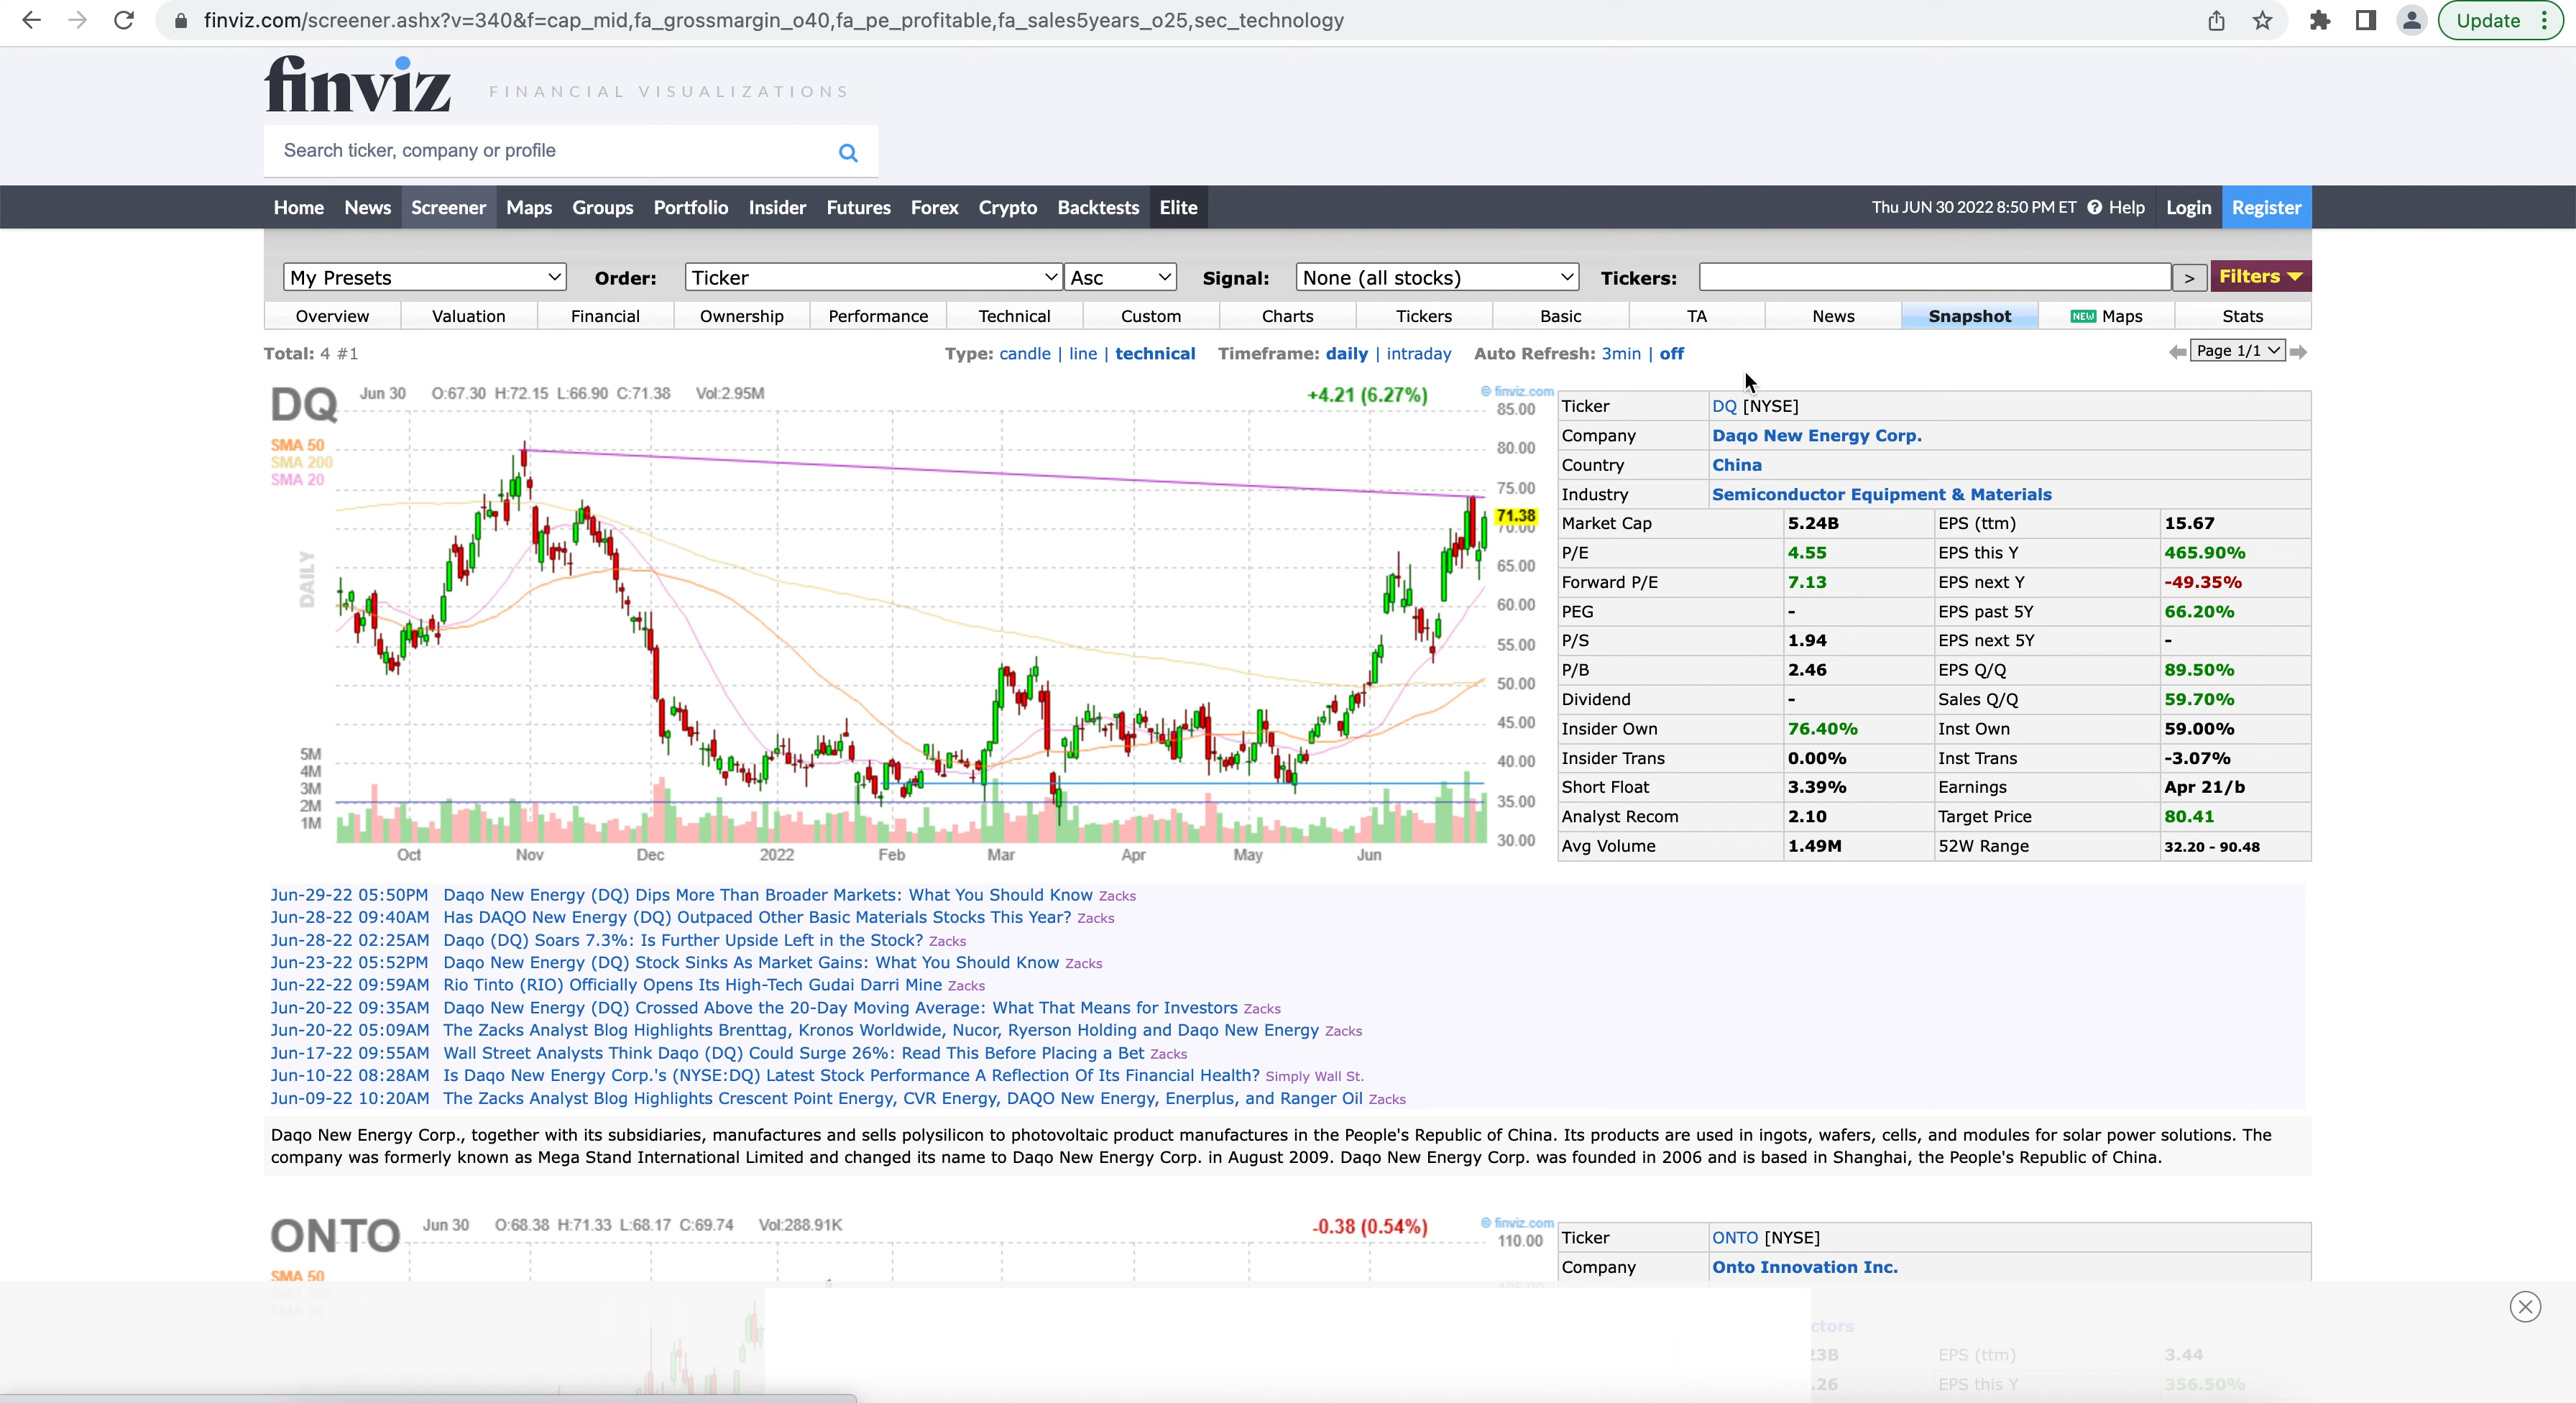 finviz.com/screener.ashx?v=340&f=cap_mid,fa_grossmargin_o40,fa_pe_profitable,fa_sales5years_o25,sec_technology
Update
finviz FINANCIAL VISUALIZATIONS
Search ticker, company or profile
Home News Screener Maps Groups Portfolio Insider Futures Forex Crypto Backtests Elite Thu JUN 30 2022 8:50 PM ET Help Login Register
My Presets Order: Ticker Asc Signal: None (all stocks) Tickers: > Filters
Overview Valuation Financial Ownership Performance Technical Custom Charts Tickers Basic TA News Snapshot NEW Maps Stats
Total: 4 #1 Type: candle | line | technical Timeframe: daily | intraday Auto Refresh: 3min | off Page 1/1
DQ Jun 30 O:67.30 H:72.15 L:66.90 C:71.38 Vol:2.95M +4.21 (6.27%) © finviz.com
SMA 50
SMA 200
SMA 20
DAILY
85.00
80.00
75.00
71.38
70.00
65.00
60.00
55.00
50.00
45.00
40.00
35.00
30.00
5M
4M
3M
2M
1M
Oct Nov Dec 2022 Feb Mar Apr May Jun
Ticker DQ [NYSE]
Company Daqo New Energy Corp.
Country China
Industry Semiconductor Equipment & Materials
Market Cap 5.24B EPS (ttm) 15.67
P/E 4.55 EPS this Y 465.90%
Forward P/E 7.13 EPS next Y -49.35%
PEG - EPS past 5Y 66.20%
P/S 1.94 EPS next 5Y -
P/B 2.46 EPS Q/Q 89.50%
Dividend - Sales Q/Q 59.70%
Insider Own 76.40% Inst Own 59.00%
Insider Trans 0.00% Inst Trans -3.07%
Short Float 3.39% Earnings Apr 21/b
Analyst Recom 2.10 Target Price 80.41
Avg Volume 1.49M 52W Range 32.20 - 90.48
Jun-29-22 05:50PM Daqo New Energy (DQ) Dips More Than Broader Markets: What You Should Know Zacks
Jun-28-22 09:40AM Has DAQO New Energy (DQ) Outpaced Other Basic Materials Stocks This Year? Zacks
Jun-28-22 02:25AM Daqo (DQ) Soars 7.3%: Is Further Upside Left in the Stock? Zacks
Jun-23-22 05:52PM Daqo New Energy (DQ) Stock Sinks As Market Gains: What You Should Know Zacks
Jun-22-22 09:59AM Rio Tinto (RIO) Officially Opens Its High-Tech Gudai Darri Mine Zacks
Jun-20-22 09:35AM Daqo New Energy (DQ) Crossed Above the 20-Day Moving Average: What That Means for Investors Zacks
Jun-20-22 05:09AM The Zacks Analyst Blog Highlights Brenttag, Kronos Worldwide, Nucor, Ryerson Holding and Daqo New Energy Zacks
Jun-17-22 09:55AM Wall Street Analysts Think Daqo (DQ) Could Surge 26%: Read This Before Placing a Bet Zacks
Jun-10-22 08:28AM Is Daqo New Energy Corp.'s (NYSE:DQ) Latest Stock Performance A Reflection Of Its Financial Health? Simply Wall St.
Jun-09-22 10:20AM The Zacks Analyst Blog Highlights Crescent Point Energy, CVR Energy, DAQO New Energy, Enerplus, and Ranger Oil Zacks
Daqo New Energy Corp., together with its subsidiaries, manufactures and sells polysilicon to photovoltaic product manufactures in the People's Republic of China. Its products are used in ingots, wafers, cells, and modules for solar power solutions. The
company was formerly known as Mega Stand International Limited and changed its name to Daqo New Energy Corp. in August 2009. Daqo New Energy Corp. was founded in 2006 and is based in Shanghai, the People's Republic of China.
ONTO Jun 30 O:68.38 H:71.33 L:68.17 C:69.74 Vol:288.91K -0.38 (0.54%) © finviz.com
110.00
SMA 50
SMA 20
Ticker ONTO [NYSE]
Company Onto Innovation Inc.
ctors
23B EPS (ttm) 3.44
.26 EPS this Y 356.50%